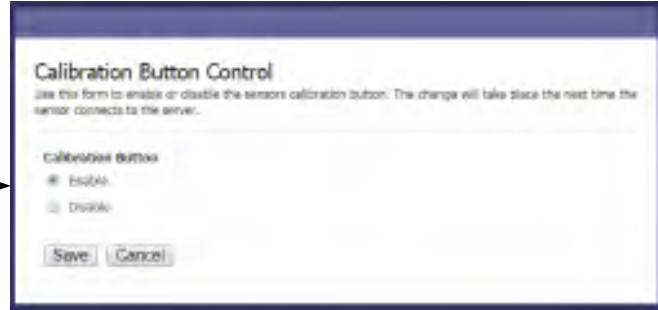 Calibration Button Control
Use this form to enable or disable the sensors calibration button. The change will take place the next time the
sensor connects to the server.
Calibration Button
Enable
Disable
Save Cancel